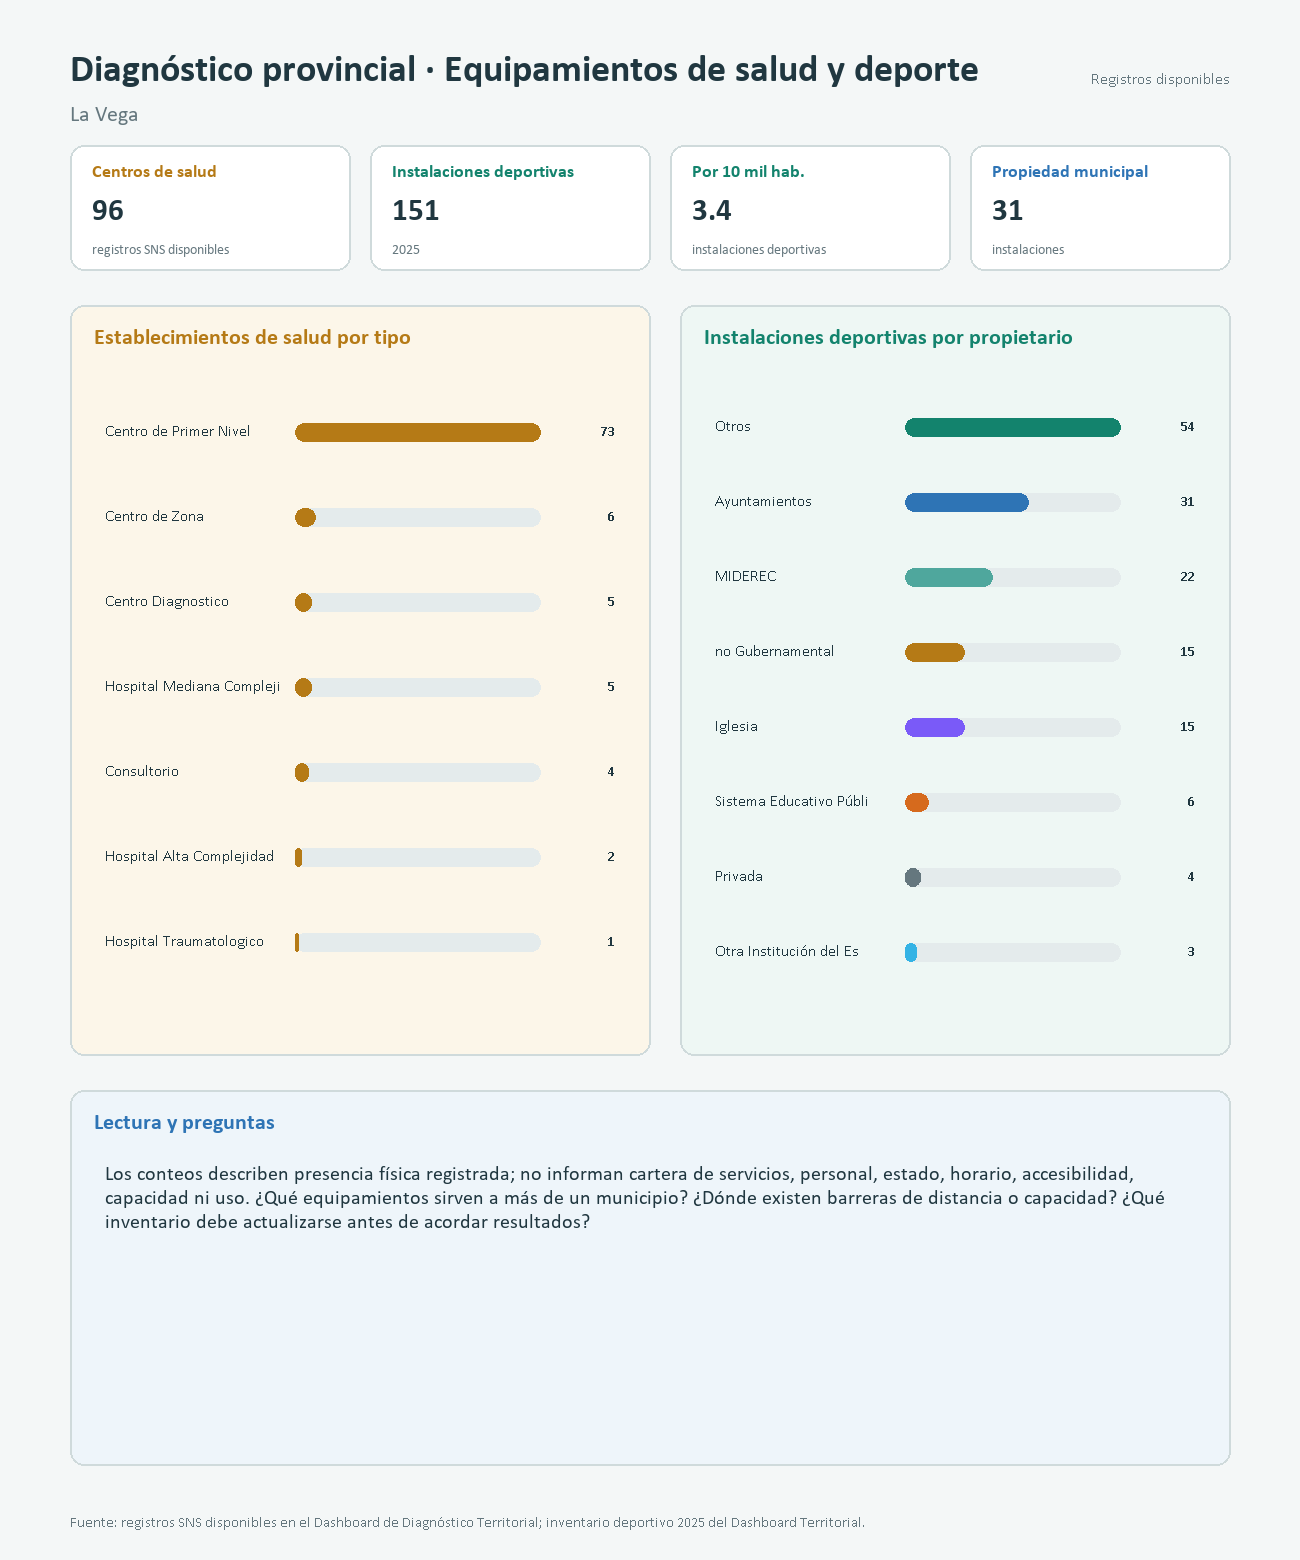 Diagnóstico provincial · Equipamientos de salud y deporte
Registros disponibles
La Vega
Centros de salud
96
registros SNS disponibles
Instalaciones deportivas
151
2025
Por 10 mil hab.
3.4
instalaciones deportivas
Propiedad municipal
31
instalaciones
Establecimientos de salud por tipo
Centro de Primer Nivel 73
Centro de Zona 6
Centro Diagnostico 5
Hospital Mediana Compleji 5
Consultorio 4
Hospital Alta Complejidad 2
Hospital Traumatologico 1
Instalaciones deportivas por propietario
Otros 54
Ayuntamientos 31
MIDEREC 22
no Gubernamental 15
Iglesia 15
Sistema Educativo Públi 6
Privada 4
Otra Institución del Es 3
Lectura y preguntas
Los conteos describen presencia física registrada; no informan cartera de servicios, personal, estado, horario, accesibilidad,
capacidad ni uso. ¿Qué equipamientos sirven a más de un municipio? ¿Dónde existen barreras de distancia o capacidad? ¿Qué
inventario debe actualizarse antes de acordar resultados?
Fuente: registros SNS disponibles en el Dashboard de Diagnóstico Territorial; inventario deportivo 2025 del Dashboard Territorial.